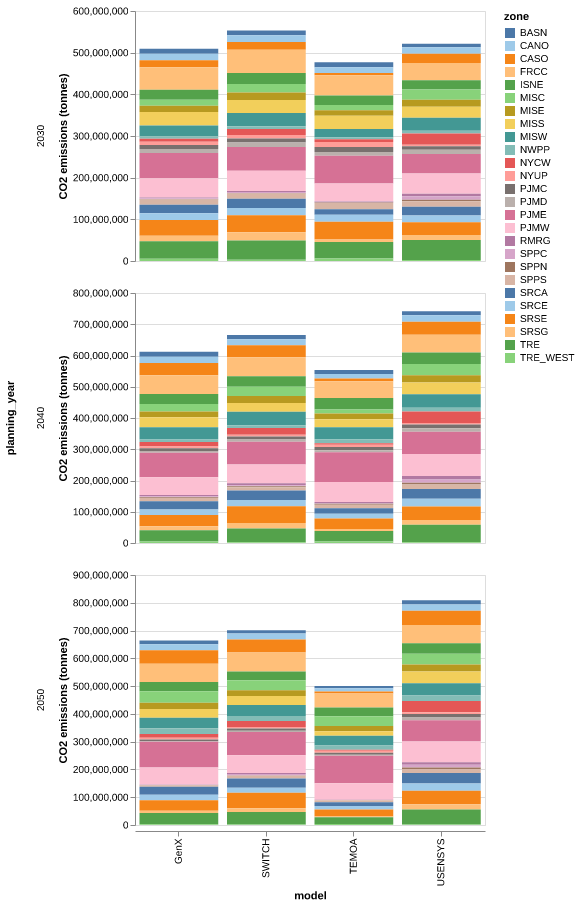 zone
BASN
CANO
CASO
FRCC
ISNE
MISC
MISE
MISS
MISW
NWPP
NYCW
NYUP
PJMC
PJMD
PJME
PJMW
RMRG
SPPC
SPPN
SPPS
SRCA
SRCE
SRSE
SRSG
TRE
TRE_WEST
planning_year
2030
CO2 emissions (tonnes)
600,000,000
500,000,000
400,000,000
300,000,000
200,000,000
100,000,000
0
2040
CO2 emissions (tonnes)
800,000,000
700,000,000
600,000,000
500,000,000
400,000,000
300,000,000
200,000,000
100,000,000
0
2050
CO2 emissions (tonnes)
900,000,000
800,000,000
700,000,000
600,000,000
500,000,000
400,000,000
300,000,000
200,000,000
100,000,000
0
GenX
SWITCH
TEMOA
USENSYS
model